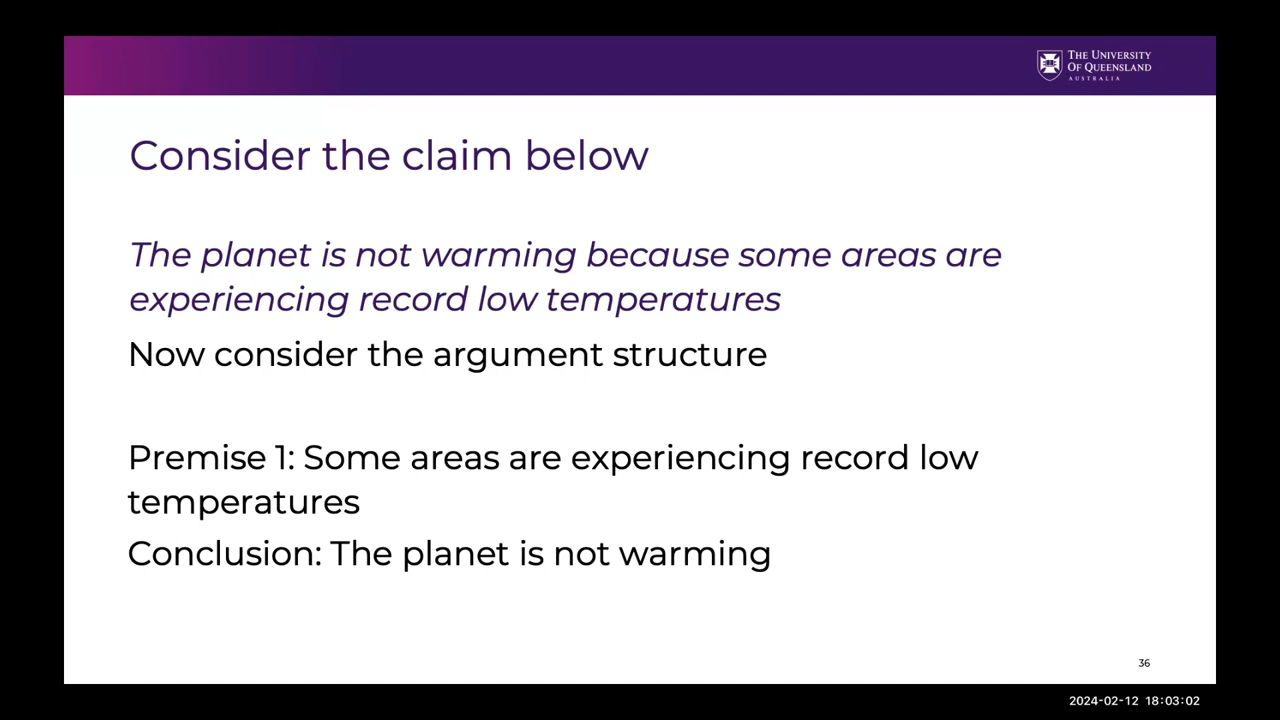 THE UNIVERSITY
OF QUEENSLAND
AUSTRALIA
Consider the claim below
The planet is not warming because some areas are
experiencing record low temperatures
Now consider the argument structure
Premise 1: Some areas are experiencing record low
temperatures
Conclusion: The planet is not warming
36
2024-02-12 18:03:02